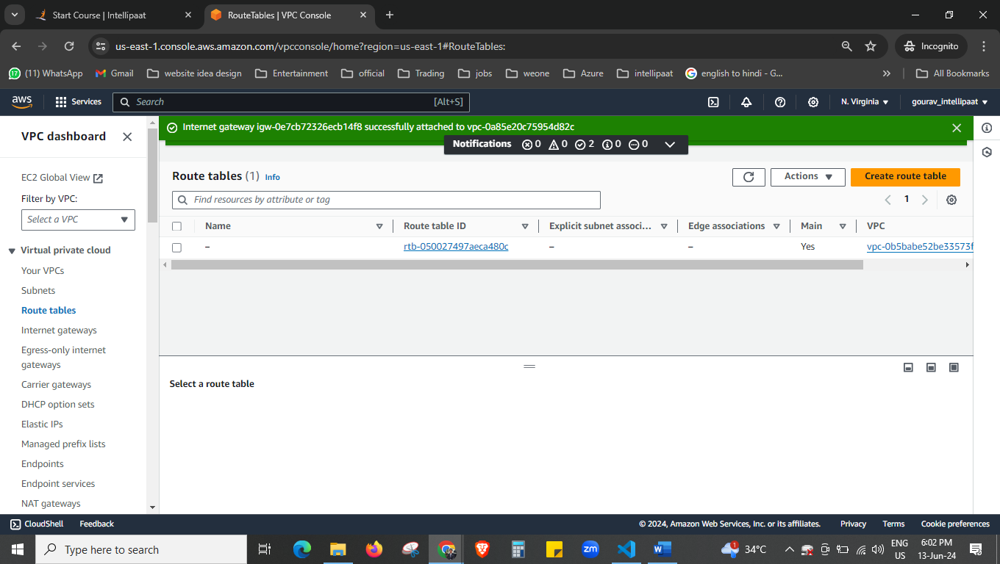 Start Course | Intellipaat
RouteTables | VPC Console
us-east-1.console.aws.amazon.com/vpcconsole/home?region=us-east-1#RouteTables:
Incognito
(11) WhatsApp
Gmail
website idea design
Entertainment
official
Trading
jobs
weone
Azure
intellipaat
english to hindi - G...
All Bookmarks
aws
Services
Search
[Alt+S]
N. Virginia
gourav_intellipaat
Internet gateway igw-0e7cb72326ecb14f8 successfully attached to vpc-0a85e20c75954d82c
Notifications 0 0 2 0 0
VPC dashboard
EC2 Global View
Filter by VPC:
Select a VPC
Virtual private cloud
Your VPCs
Subnets
Route tables
Internet gateways
Egress-only internet
gateways
Carrier gateways
DHCP option sets
Elastic IPs
Managed prefix lists
Endpoints
Endpoint services
NAT gateways
Route tables (1) Info
Actions
Create route table
Find resources by attribute or tag
1
Name Route table ID Explicit subnet associ... Edge associations Main VPC
– rtb-050027497aeca480c – – Yes vpc-0b5babe52be33573f
Select a route table
CloudShell
Feedback
© 2024, Amazon Web Services, Inc. or its affiliates.
Privacy
Terms
Cookie preferences
Type here to search
zm
1
34°C
ENG
US
6:02 PM
13-Jun-24